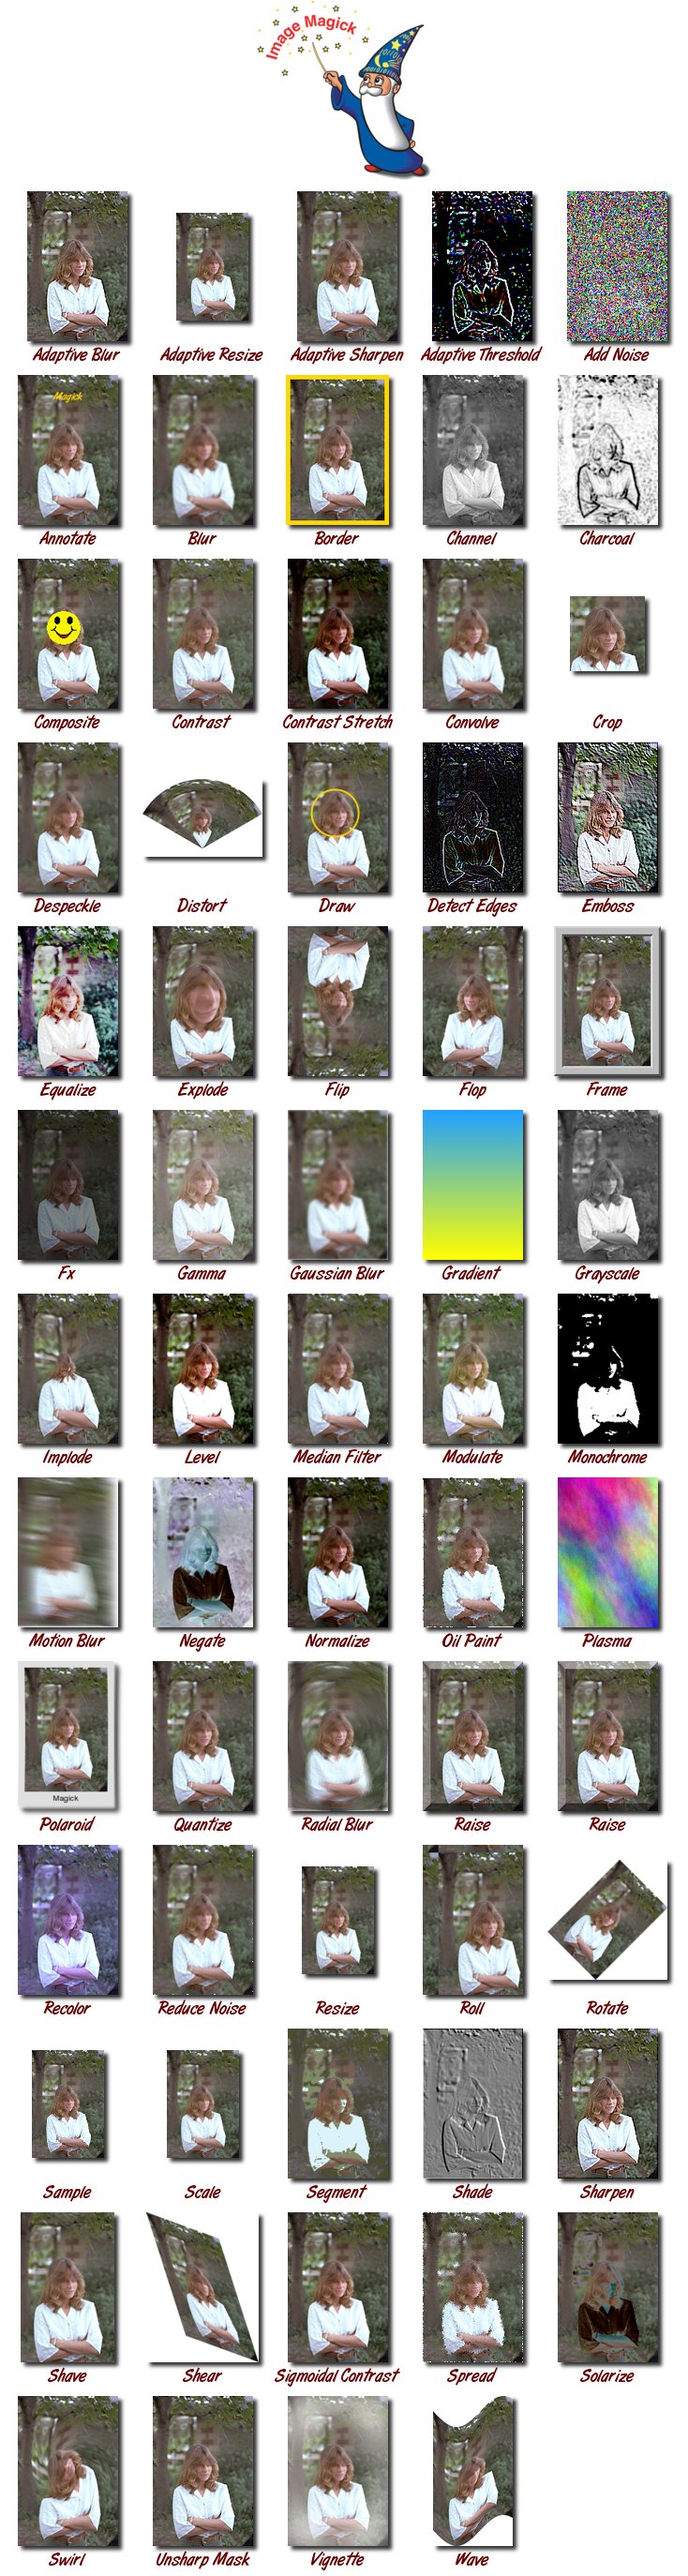 Image Magick
Adaptive Blur
Adaptive Resize
Adaptive Sharpen
Adaptive Threshold
Add Noise
Magick
Annotate
Blur
Border
Channel
Charcoal
Composite
Contrast
Contrast Stretch
Convolve
Crop
Despeckle
Distort
Draw
Detect Edges
Emboss
Equalize
Explode
Flip
Flop
Frame
Fx
Gamma
Gaussian Blur
Gradient
Grayscale
Implode
Level
Median Filter
Modulate
Monochrome
Motion Blur
Negate
Normalize
Oil Paint
Plasma
Magick
Polaroid
Quantize
Radial Blur
Raise
Raise
Recolor
Reduce Noise
Resize
Roll
Rotate
Sample
Scale
Segment
Shade
Sharpen
Shave
Shear
Sigmoidal Contrast
Spread
Solarize
Swirl
Unsharp Mask
Vignette
Wave